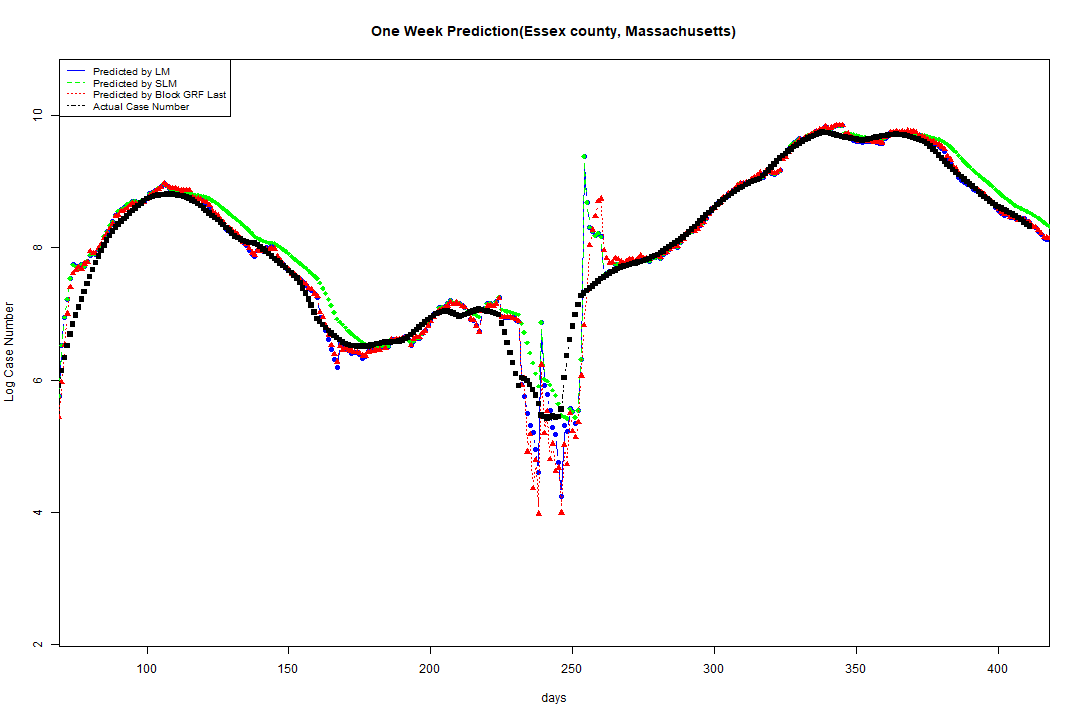 One Week Prediction(Essex county, Massachusetts)
Predicted by LM
Predicted by SLM
Predicted by Block GRF Last
Actual Case Number
10
8
6
4
2
Log Case Number
100 150 200 250 300 350 400
days